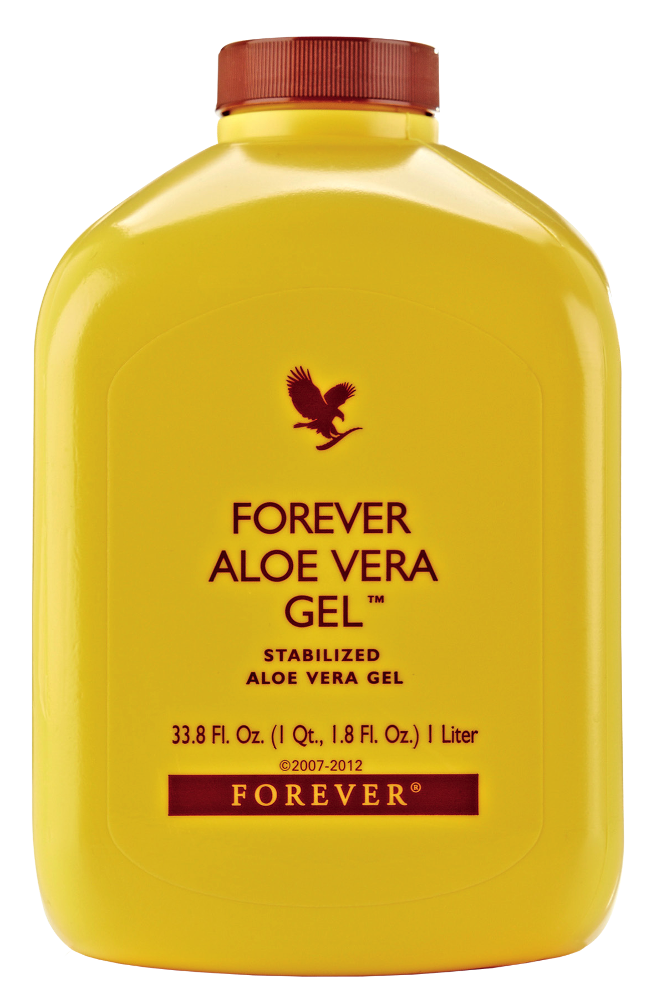 FOREVER
ALOE VERA
GEL™
STABILIZED
ALOE VERA GEL
33.8 Fl. Oz. (1 Qt., 1.8 Fl. Oz.) 1 Liter
©2007-2012
FOREVER®